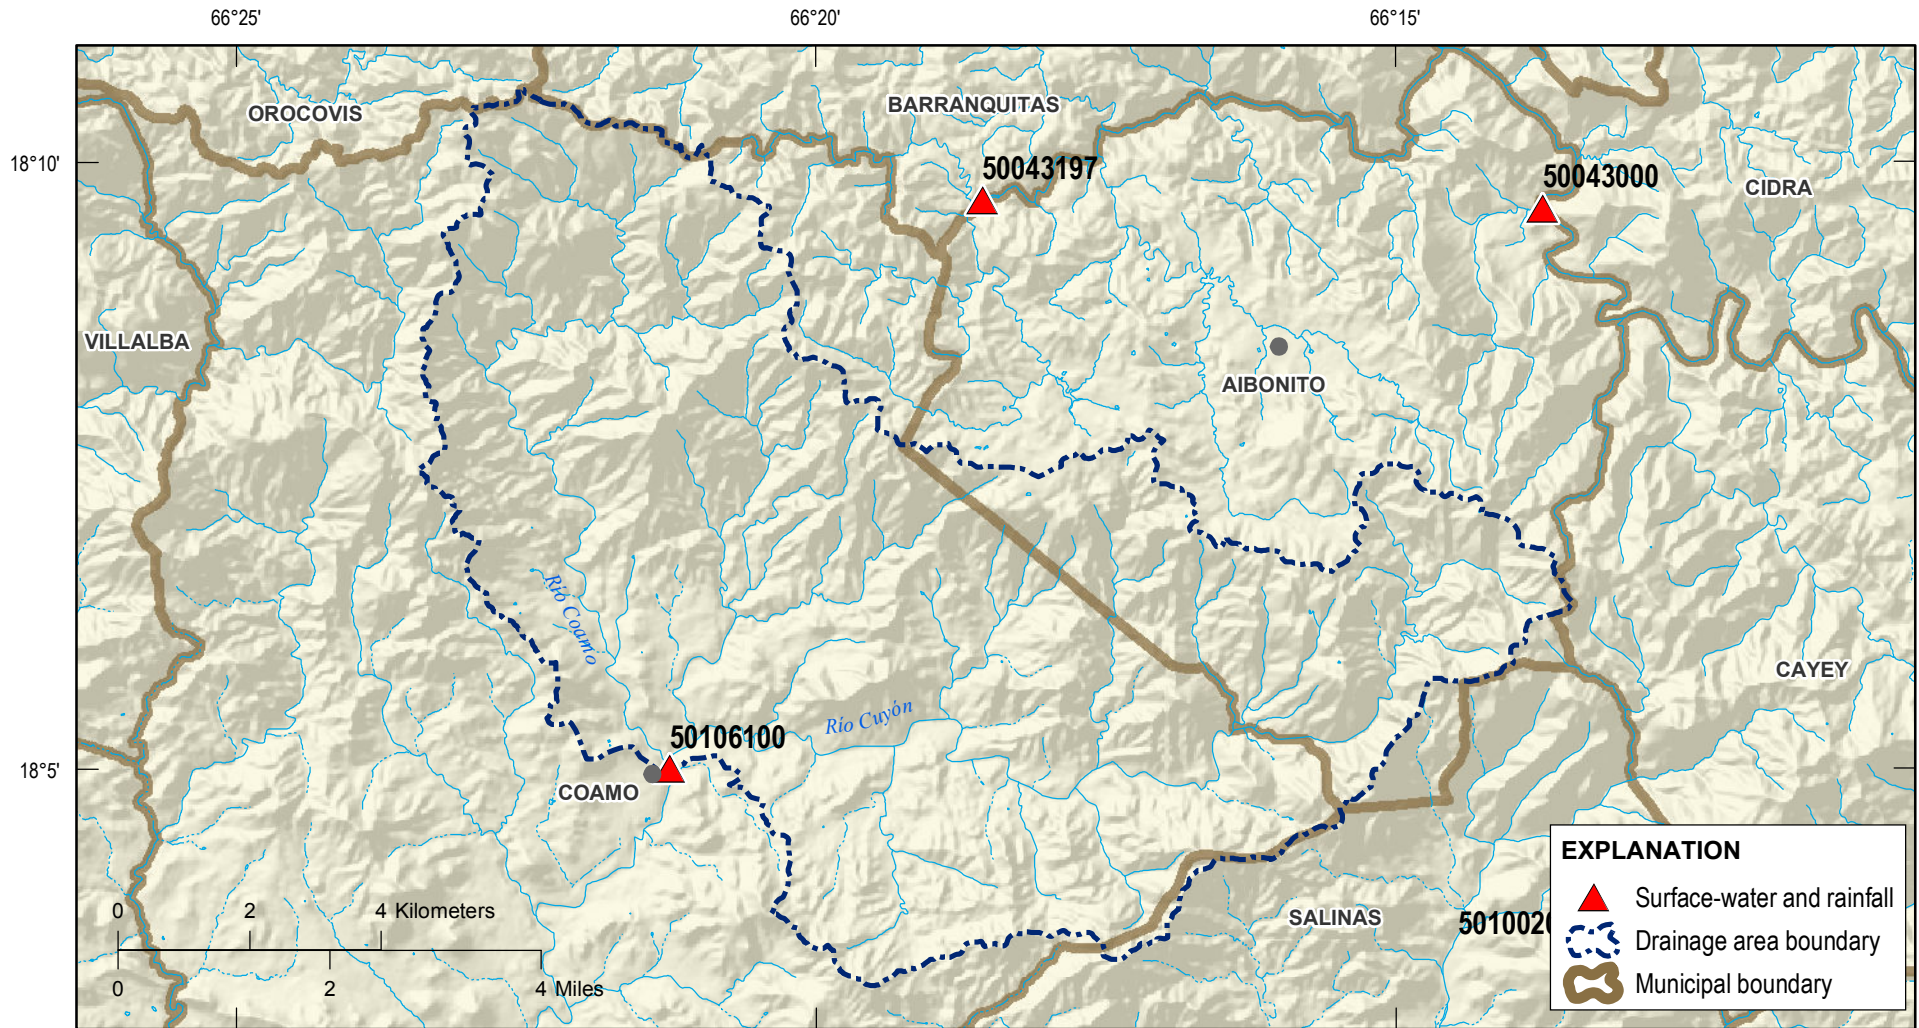 66°25'
66°20'
66°15'
OROCOVIS
BARRANQUITAS
18°10'
50043197
50043000
CIDRA
VILLALBA
AIBONITO
Río Coamo
CAYEY
Río Cuyón
50106100
18°5'
COAMO
EXPLANATION
Surface-water and rainfall
0 2 4 Kilometers
SALINAS
5010020
Drainage area boundary
Municipal boundary
0 2 4 Miles